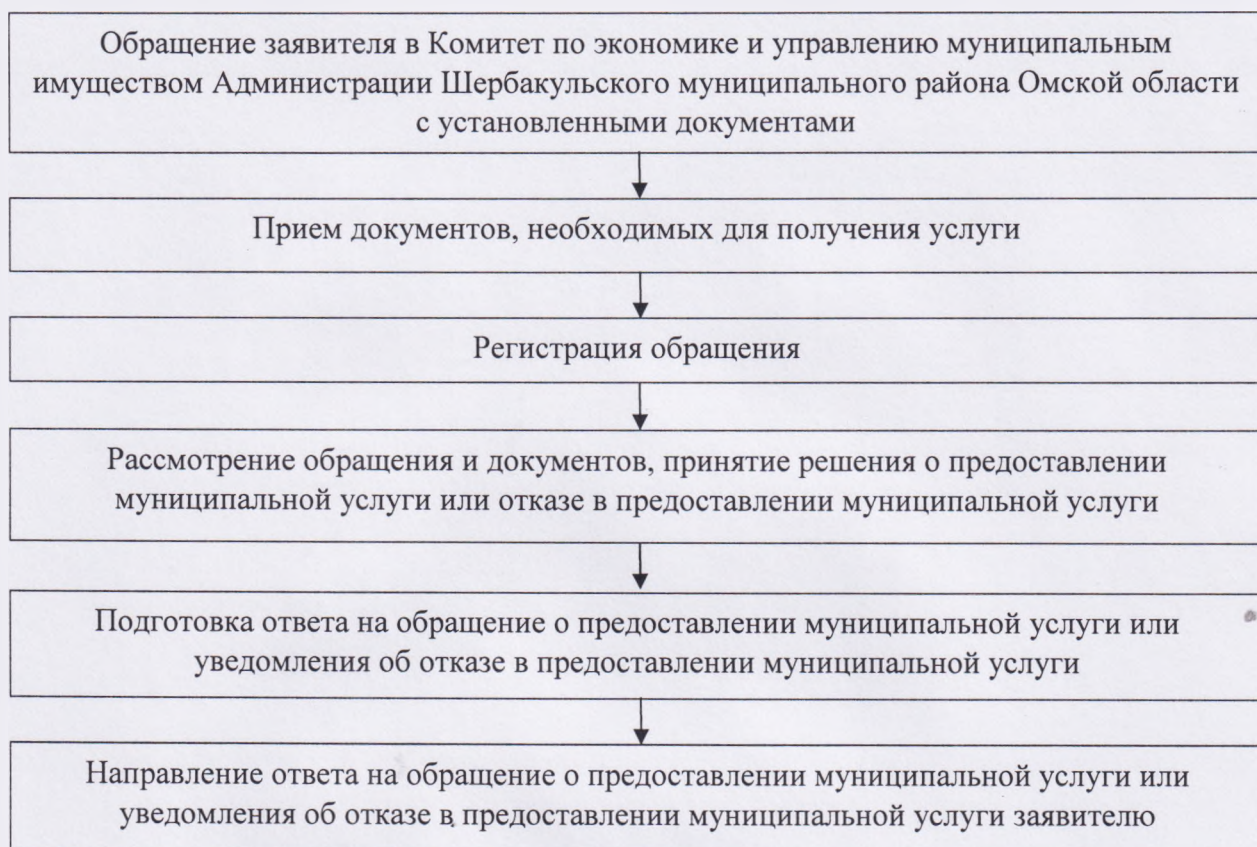 Обращение заявителя в Комитет по экономике и управлению муниципальным
имуществом Администрации Шербакульского муниципального района Омской области
с установленными документами
Прием документов, необходимых для получения услуги
Регистрация обращения
Рассмотрение обращения и документов, принятие решения о предоставлении
муниципальной услуги или отказе в предоставлении муниципальной услуги
Подготовка ответа на обращение о предоставлении муниципальной услуги или
уведомления об отказе в предоставлении муниципальной услуги
Направление ответа на обращение о предоставлении муниципальной услуги или
уведомления об отказе в предоставлении муниципальной услуги заявителю